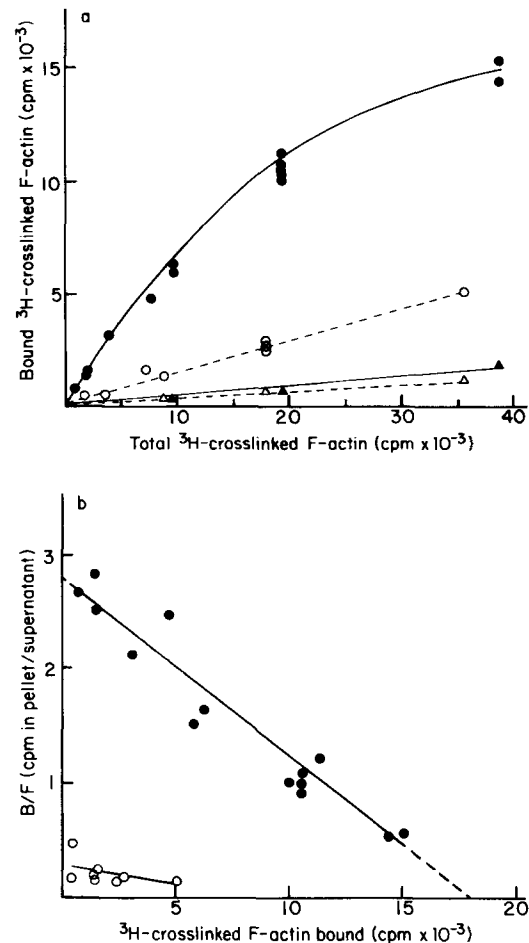 a
Bound ³H-crosslinked F-actin (cpm x 10⁻³)
15
10
5
10
20
30
40
Total ³H-crosslinked F-actin (cpm x 10⁻³)
b
B/F (cpm in pellet/supernatant)
3
2
1
5
10
15
20
³H-crosslinked F-actin bound (cpm x 10⁻³)